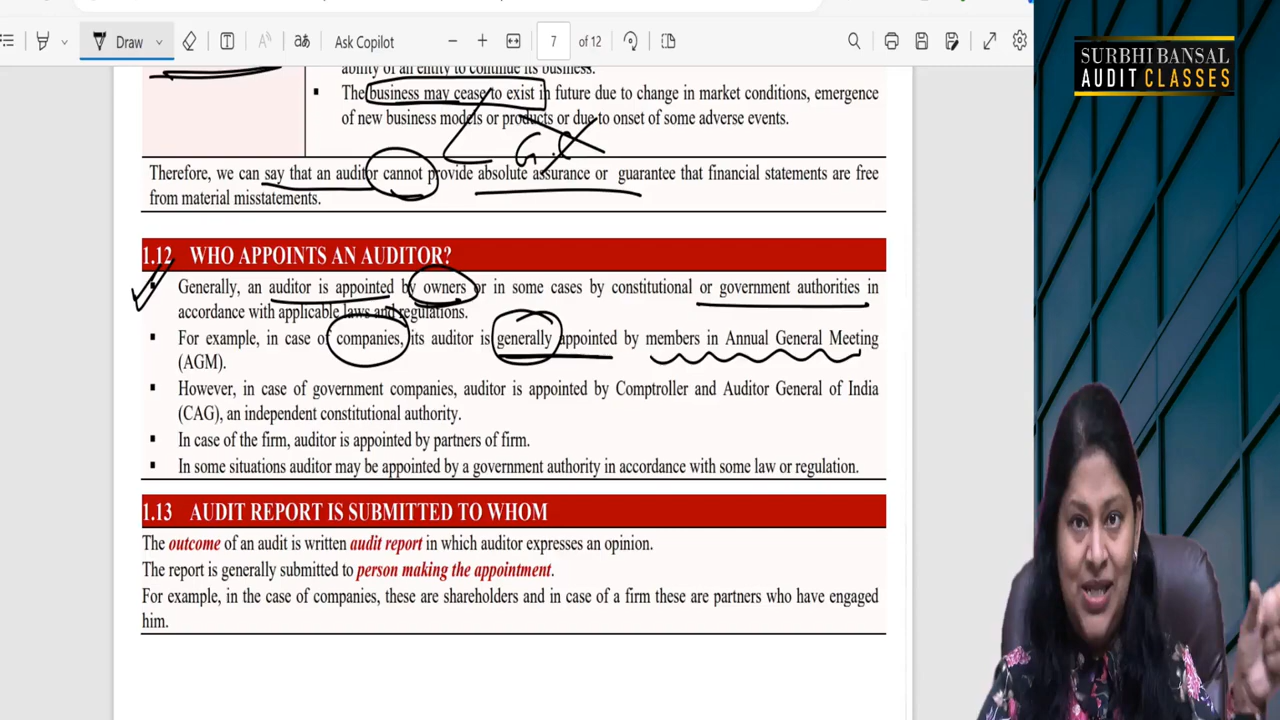 Draw
Ask Copilot
7 of 12
SURBHI BANSAL
AUDIT CLASSES
ability of an entity to continue its business.
▪ The business may cease to exist in future due to change in market conditions, emergence
of new business models or products or due to onset of some adverse events.
G.C
Therefore, we can say that an auditor cannot provide absolute assurance or guarantee that financial statements are free
from material misstatements.
1.12 WHO APPOINTS AN AUDITOR?
▪ Generally, an auditor is appointed by owners or in some cases by constitutional or government authorities in
accordance with applicable laws and regulations.
▪ For example, in case of companies, its auditor is generally appointed by members in Annual General Meeting
(AGM).
▪ However, in case of government companies, auditor is appointed by Comptroller and Auditor General of India
(CAG), an independent constitutional authority.
▪ In case of the firm, auditor is appointed by partners of firm.
▪ In some situations auditor may be appointed by a government authority in accordance with some law or regulation.
1.13 AUDIT REPORT IS SUBMITTED TO WHOM
The outcome of an audit is written audit report in which auditor expresses an opinion.
The report is generally submitted to person making the appointment.
For example, in the case of companies, these are shareholders and in case of a firm these are partners who have engaged
him.